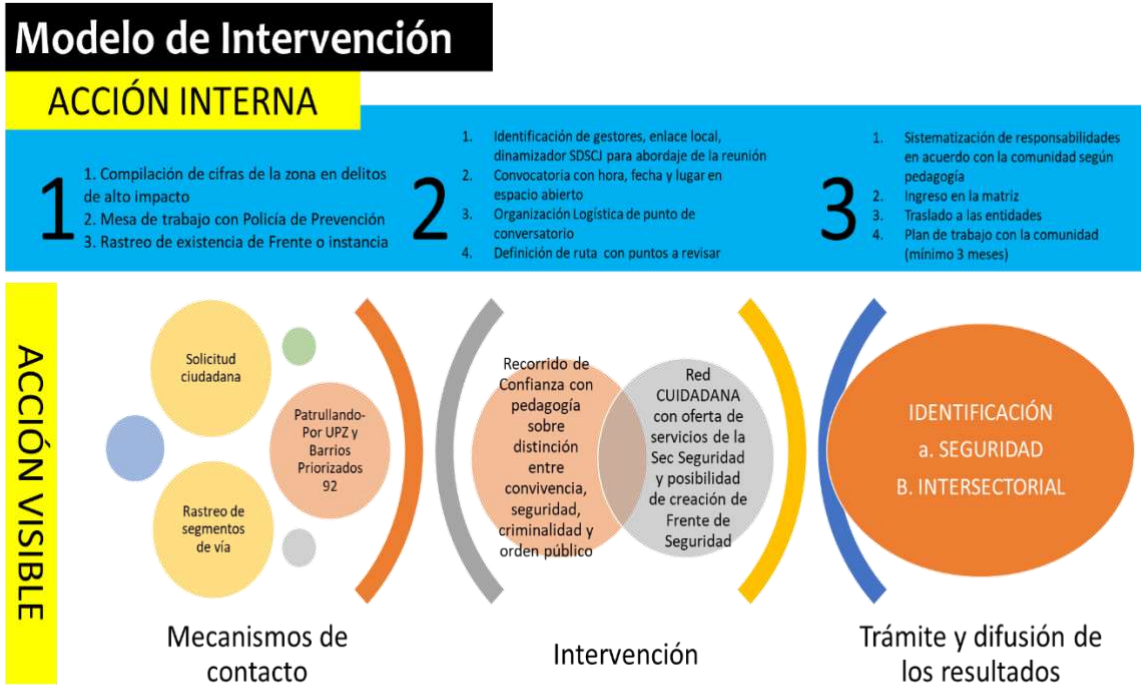 Modelo de Intervención
ACCIÓN INTERNA
1
1. Compilación de cifras de la zona en delitos
de alto impacto
2. Mesa de trabajo con Policía de Prevención
3. Rastreo de existencia de Frente o instancia
2
1. Identificación de gestores, enlace local,
dinamizador SDSCJ para abordaje de la reunión
2. Convocatoria con hora, fecha y lugar en
espacio abierto
3. Organización Logística de punto de
conversatorio
4. Definición de ruta con puntos a revisar
3
1. Sistematización de responsabilidades
en acuerdo con la comunidad según
pedagogía
2. Ingreso en la matriz
3. Traslado a las entidades
4. Plan de trabajo con la comunidad
(mínimo 3 meses)
ACCIÓN VISIBLE
Solicitud
ciudadana
Patrullando-
Por UPZ y
Barrios
Priorizados
92
Rastreo de
segmentos
de vía
Mecanismos de
contacto
Recorrido de
Confianza con
pedagogía
sobre
distinción
entre
convivencia,
seguridad,
criminalidad y
orden público
Red
CUIDADANA
con oferta de
servicios de la
Sec Seguridad
y posibilidad
de creación de
Frente de
Seguridad
Intervención
IDENTIFICACIÓN
a. SEGURIDAD
B. INTERSECTORIAL
Trámite y difusión de
los resultados